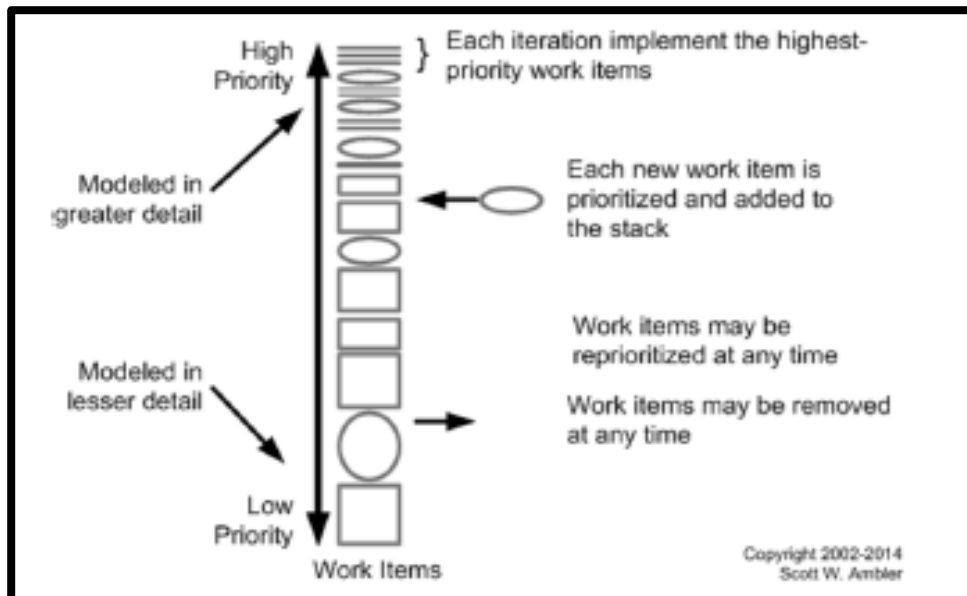 High
Priority
Each iteration implement the highest-
priority work items
Modeled in
greater detail
Each new work item is
prioritized and added to
the stack
Work items may be
reprioritized at any time
Modeled in
lesser detail
Work items may be removed
at any time
Low
Priority
Work Items
Copyright 2002-2014
Scott W. Ambler